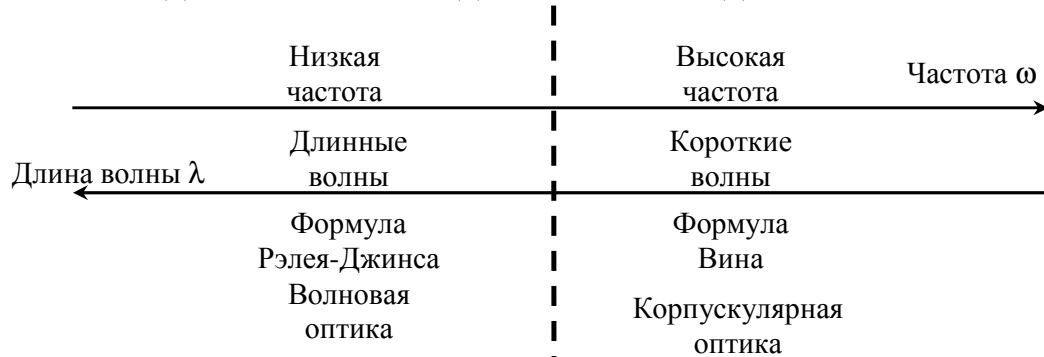 Низкая
частота
Высокая
частота
Частота ω
Длинные
волны
Короткие
волны
Длина волны λ
Формула
Рэлея-Джинса
Формула
Вина
Волновая
оптика
Корпускулярная
оптика